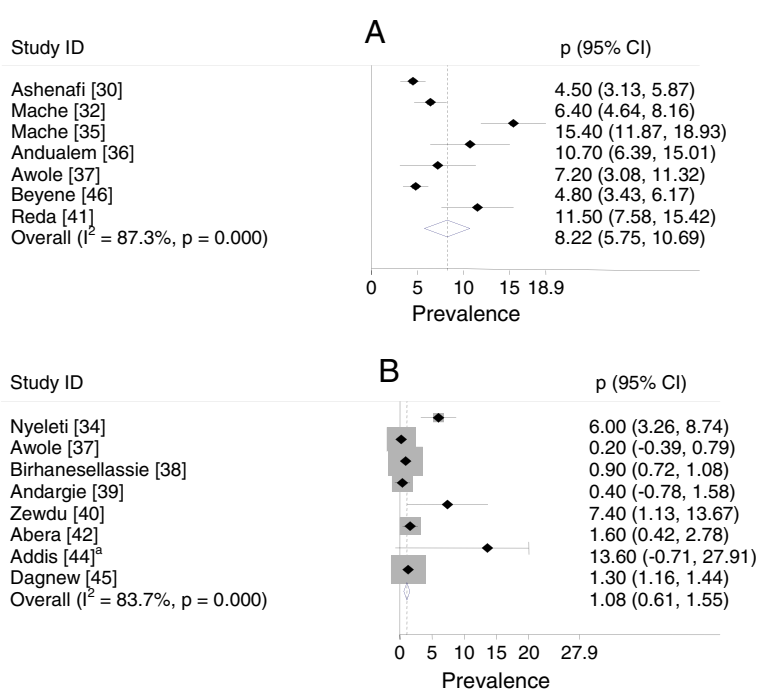 A
Study ID p (95% CI)
Ashenafi [30] 4.50 (3.13, 5.87)
Mache [32] 6.40 (4.64, 8.16)
Mache [35] 15.40 (11.87, 18.93)
Andualem [36] 10.70 (6.39, 15.01)
Awole [37] 7.20 (3.08, 11.32)
Beyene [46] 4.80 (3.43, 6.17)
Reda [41] 11.50 (7.58, 15.42)
Overall (I² = 87.3%, p = 0.000) 8.22 (5.75, 10.69)
0 5 10 15 18.9
Prevalence
B
Study ID p (95% CI)
Nyeleti [34] 6.00 (3.26, 8.74)
Awole [37] 0.20 (-0.39, 0.79)
Birhanesellassie [38] 0.90 (0.72, 1.08)
Andargie [39] 0.40 (-0.78, 1.58)
Zewdu [40] 7.40 (1.13, 13.67)
Abera [42] 1.60 (0.42, 2.78)
Addis [44]ª 13.60 (-0.71, 27.91)
Dagnew [45] 1.30 (1.16, 1.44)
Overall (I² = 83.7%, p = 0.000) 1.08 (0.61, 1.55)
0 5 10 15 20 27.9
Prevalence